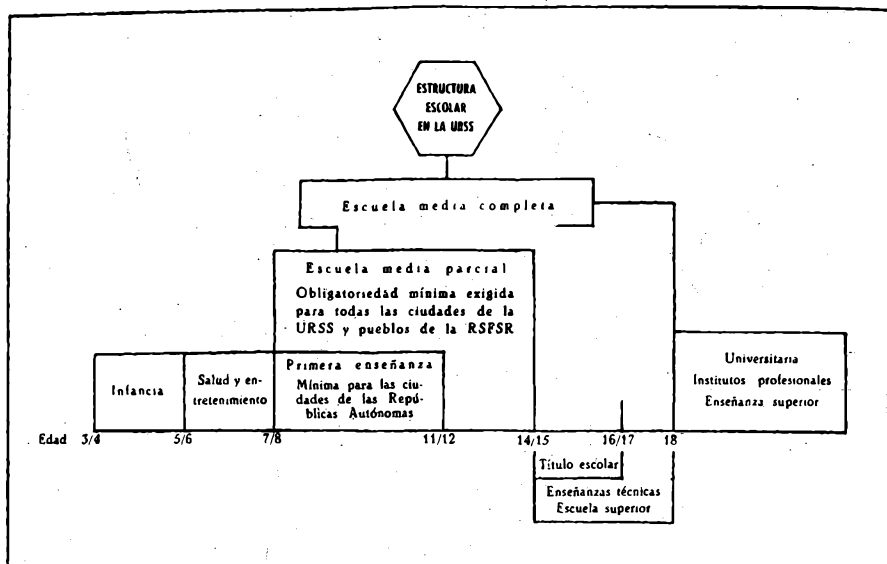 ESTRUCTURA
ESCOLAR
EN LA URSS
Escuela media completa
Escuela media parcial
Obligatoriedad mínima exigida
para todas las ciudades de la
URSS y pueblos de la RSFSR
Infancia
Salud y en-
tretenimiento
Primera enseñanza
Mínima para las ciu-
dades de las Repú-
blicas Autónomas
Universitaria
Institutos profesionales
Enseñanza superior
Edad 3/4 5/6 7/8 11/12 14/15 16/17 18
Título escolar
Enseñanzas técnicas
Escuela superior